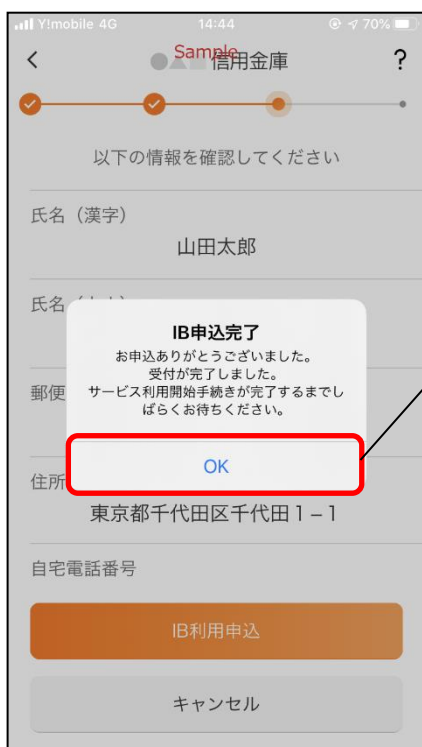 Y!mobile 4G 14:44 70%
Sample
信用金庫 ?
以下の情報を確認してください
氏名（漢字）
山田太郎
氏名
IB申込完了
お申込ありがとうございました。
受付が完了しました。
サービス利用開始手続きが完了するまでし
ばらくお待ちください。
郵便
OK
住所
東京都千代田区千代田１−１
自宅電話番号
IB利用申込
キャンセル